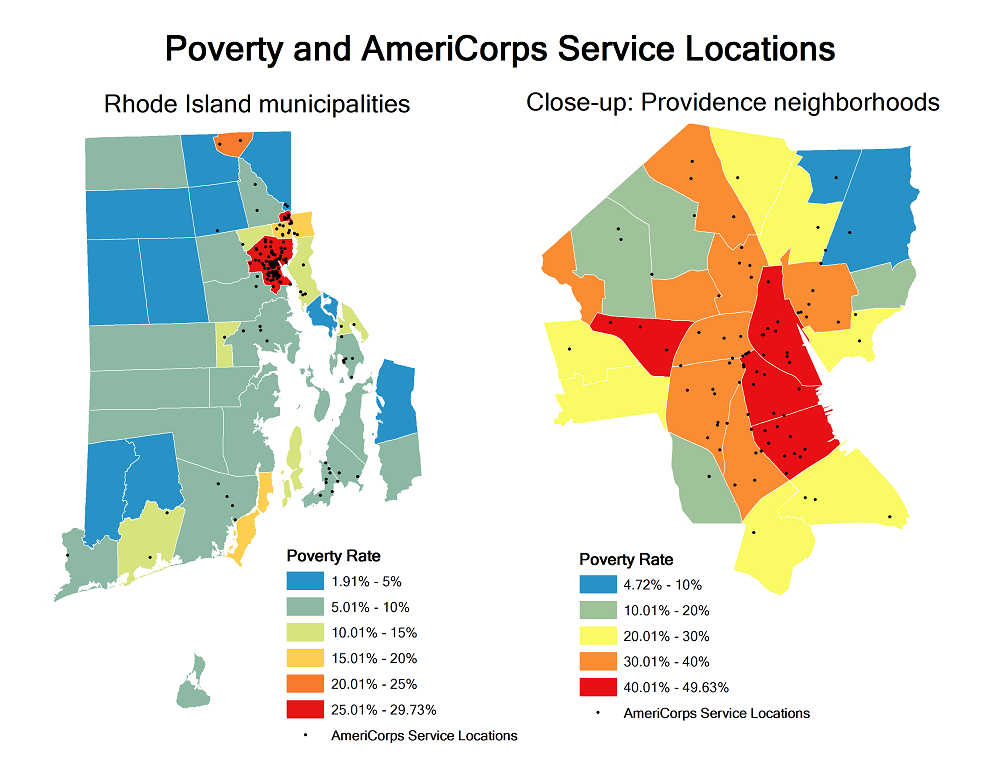 Poverty and AmeriCorps Service Locations
Rhode Island municipalities
Close-up: Providence neighborhoods
Poverty Rate
1.91% - 5%
5.01% - 10%
10.01% - 15%
15.01% - 20%
20.01% - 25%
25.01% - 29.73%
AmeriCorps Service Locations
Poverty Rate
4.72% - 10%
10.01% - 20%
20.01% - 30%
30.01% - 40%
40.01% - 49.63%
AmeriCorps Service Locations